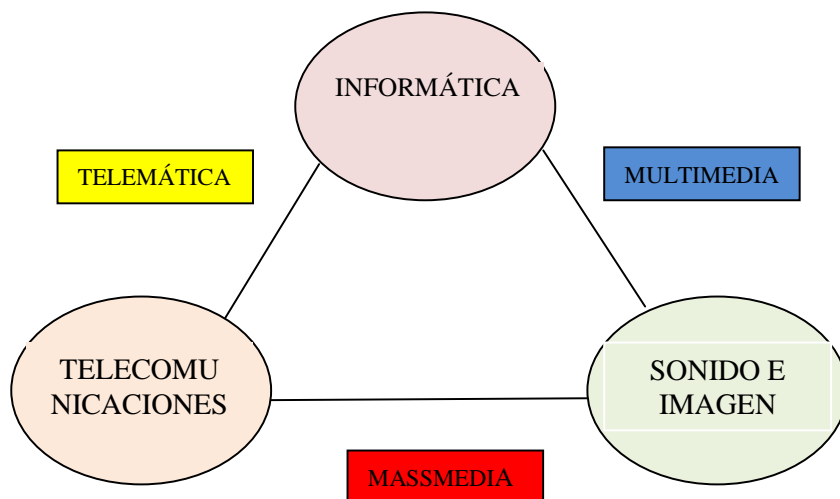 INFORMÁTICA
TELEMÁTICA
MULTIMEDIA
TELECOMU
NICACIONES
SONIDO E
IMAGEN
MASSMEDIA